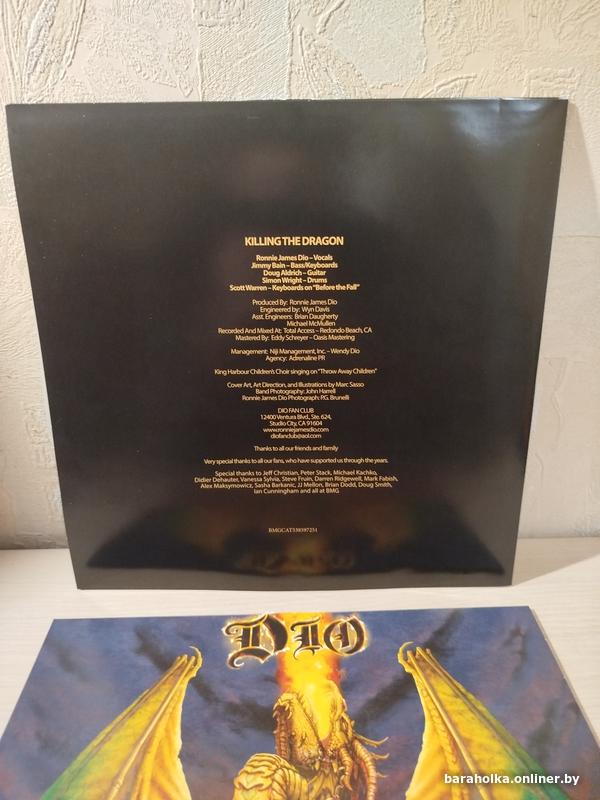 KILLING THE DRAGON
Ronnie James Dio – Vocals
Jimmy Bain – Bass/Keyboards
Doug Aldrich – Guitar
Simon Wright – Drums
Scott Warren – Keyboards on "Before the Fall"
Produced By: Ronnie James Dio
Engineered by: Wyn Davis
Asst. Engineers: Brian Daugherty
Michael McMullen
Recorded And Mixed At: Total Access – Redondo Beach, CA
Mastered By: Eddy Schreyer – Oasis Mastering
Management: Niji Management, Inc. – Wendy Dio
Agency: Adrenaline PR
King Harbour Children's Choir singing on "Throw Away Children"
Cover Art, Art Direction, and Illustrations by Marc Sasso
Band Photography: John Harrell
Ronnie James Dio Photograph: P.G. Brunelli
DIO FAN CLUB
12400 Ventura Blvd., Ste. 624,
Studio City, CA 91604
www.ronniejamesdio.com
diofanclub@aol.com
Thanks to all our friends and family
Very special thanks to all our fans, who have supported us through the years.
Special thanks to Jeff Christian, Peter Stack, Michael Kachko,
Didier Dehauter, Vanessa Sylvia, Steve Fruin, Darren Ridgewell, Mark Fabish,
Alex Maksymowicz, Sasha Barkanic, JJ Mellon, Brian Dodd, Doug Smith,
Ian Cunningham and all at BMG
BMGCAT538397251
DIO
baraholka.onliner.by